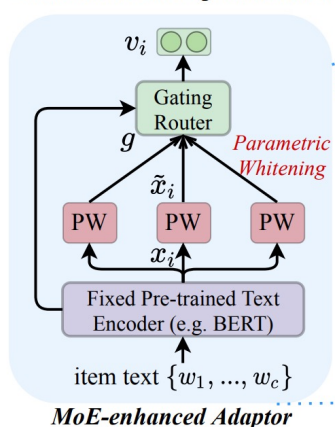 v_i
Gating
Router
g
Parametric
Whitening
x̃_i
PW PW PW
x_i
Fixed Pre-trained Text
Encoder (e.g. BERT)
item text {w_1, ..., w_c}
MoE-enhanced Adaptor